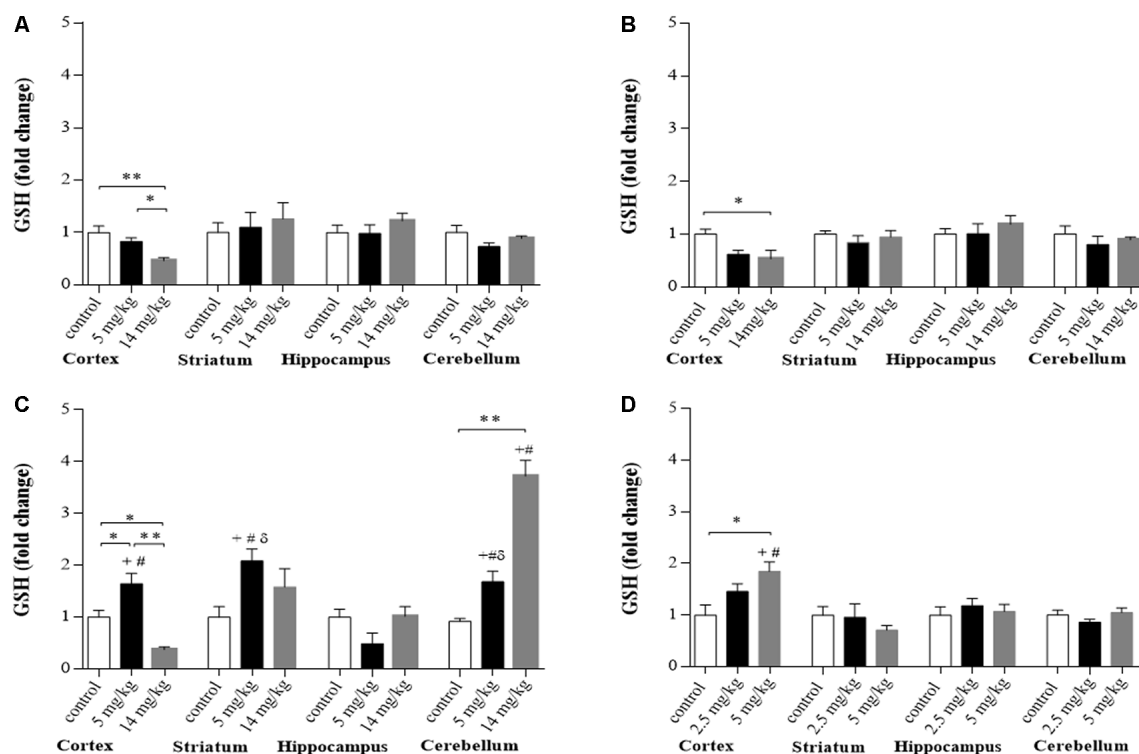 A
GSH (fold change)
5
4
3
2
1
0
**
*
control
5 mg/kg
14 mg/kg
control
5 mg/kg
14 mg/kg
control
5 mg/kg
14 mg/kg
control
5 mg/kg
14 mg/kg
Cortex Striatum Hippocampus Cerebellum
B
GSH (fold change)
5
4
3
2
1
0
*
control
5 mg/kg
14mg/kg
control
5 mg/kg
14 mg/kg
control
5 mg/kg
14 mg/kg
control
5 mg/kg
14 mg/kg
Cortex Striatum Hippocampus Cerebellum
C
GSH (fold change)
5
4
3
2
1
0
*
* **
+ #
+ # δ
**
+#δ
+#
control
5 mg/kg
14 mg/kg
control
5 mg/kg
14 mg/kg
control
5 mg/kg
14 mg/kg
control
5 mg/kg
14 mg/kg
Cortex Striatum Hippocampus Cerebellum
D
GSH (fold change)
5
4
3
2
1
0
*
+ #
control
2.5 mg/kg
5 mg/kg
control
2.5 mg/kg
5 mg/kg
control
2.5 mg/kg
5 mg/kg
control
2.5 mg/kg
5 mg/kg
Cortex Striatum Hippocampus Cerebellum